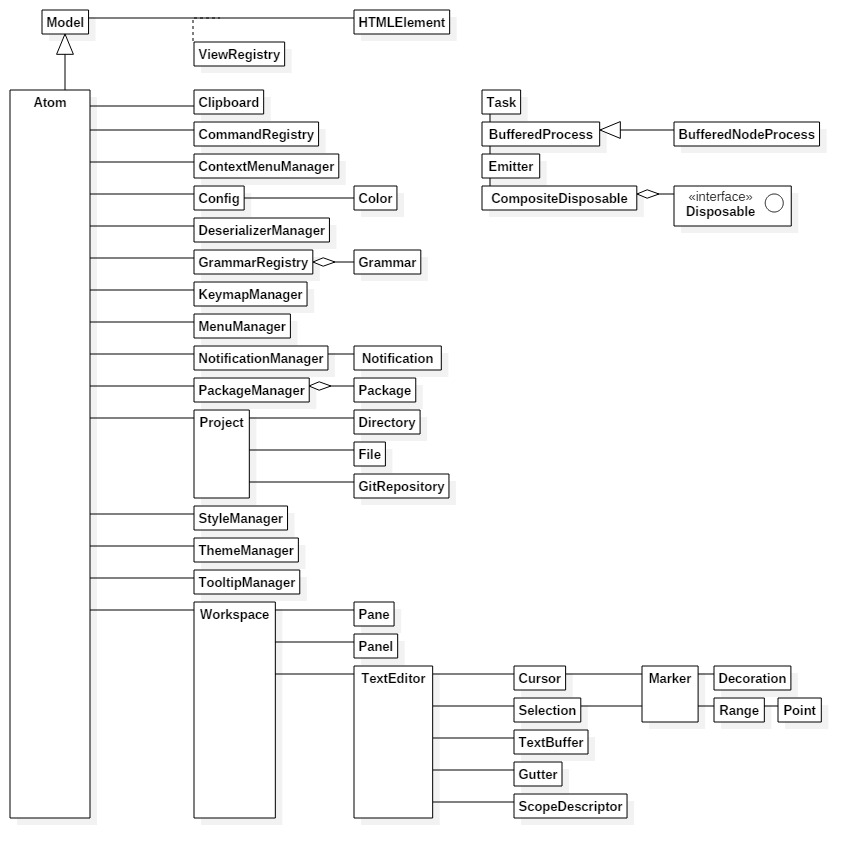 Model
HTMLElement
ViewRegistry
Atom
Clipboard
Task
CommandRegistry
BufferedProcess
BufferedNodeProcess
ContextMenuManager
Emitter
Config
Color
CompositeDisposable
«interface»
Disposable
DeserializerManager
GrammarRegistry
Grammar
KeymapManager
MenuManager
NotificationManager
Notification
PackageManager
Package
Project
Directory
File
GitRepository
StyleManager
ThemeManager
TooltipManager
Workspace
Pane
Panel
TextEditor
Cursor
Marker
Decoration
Selection
Range
Point
TextBuffer
Gutter
ScopeDescriptor